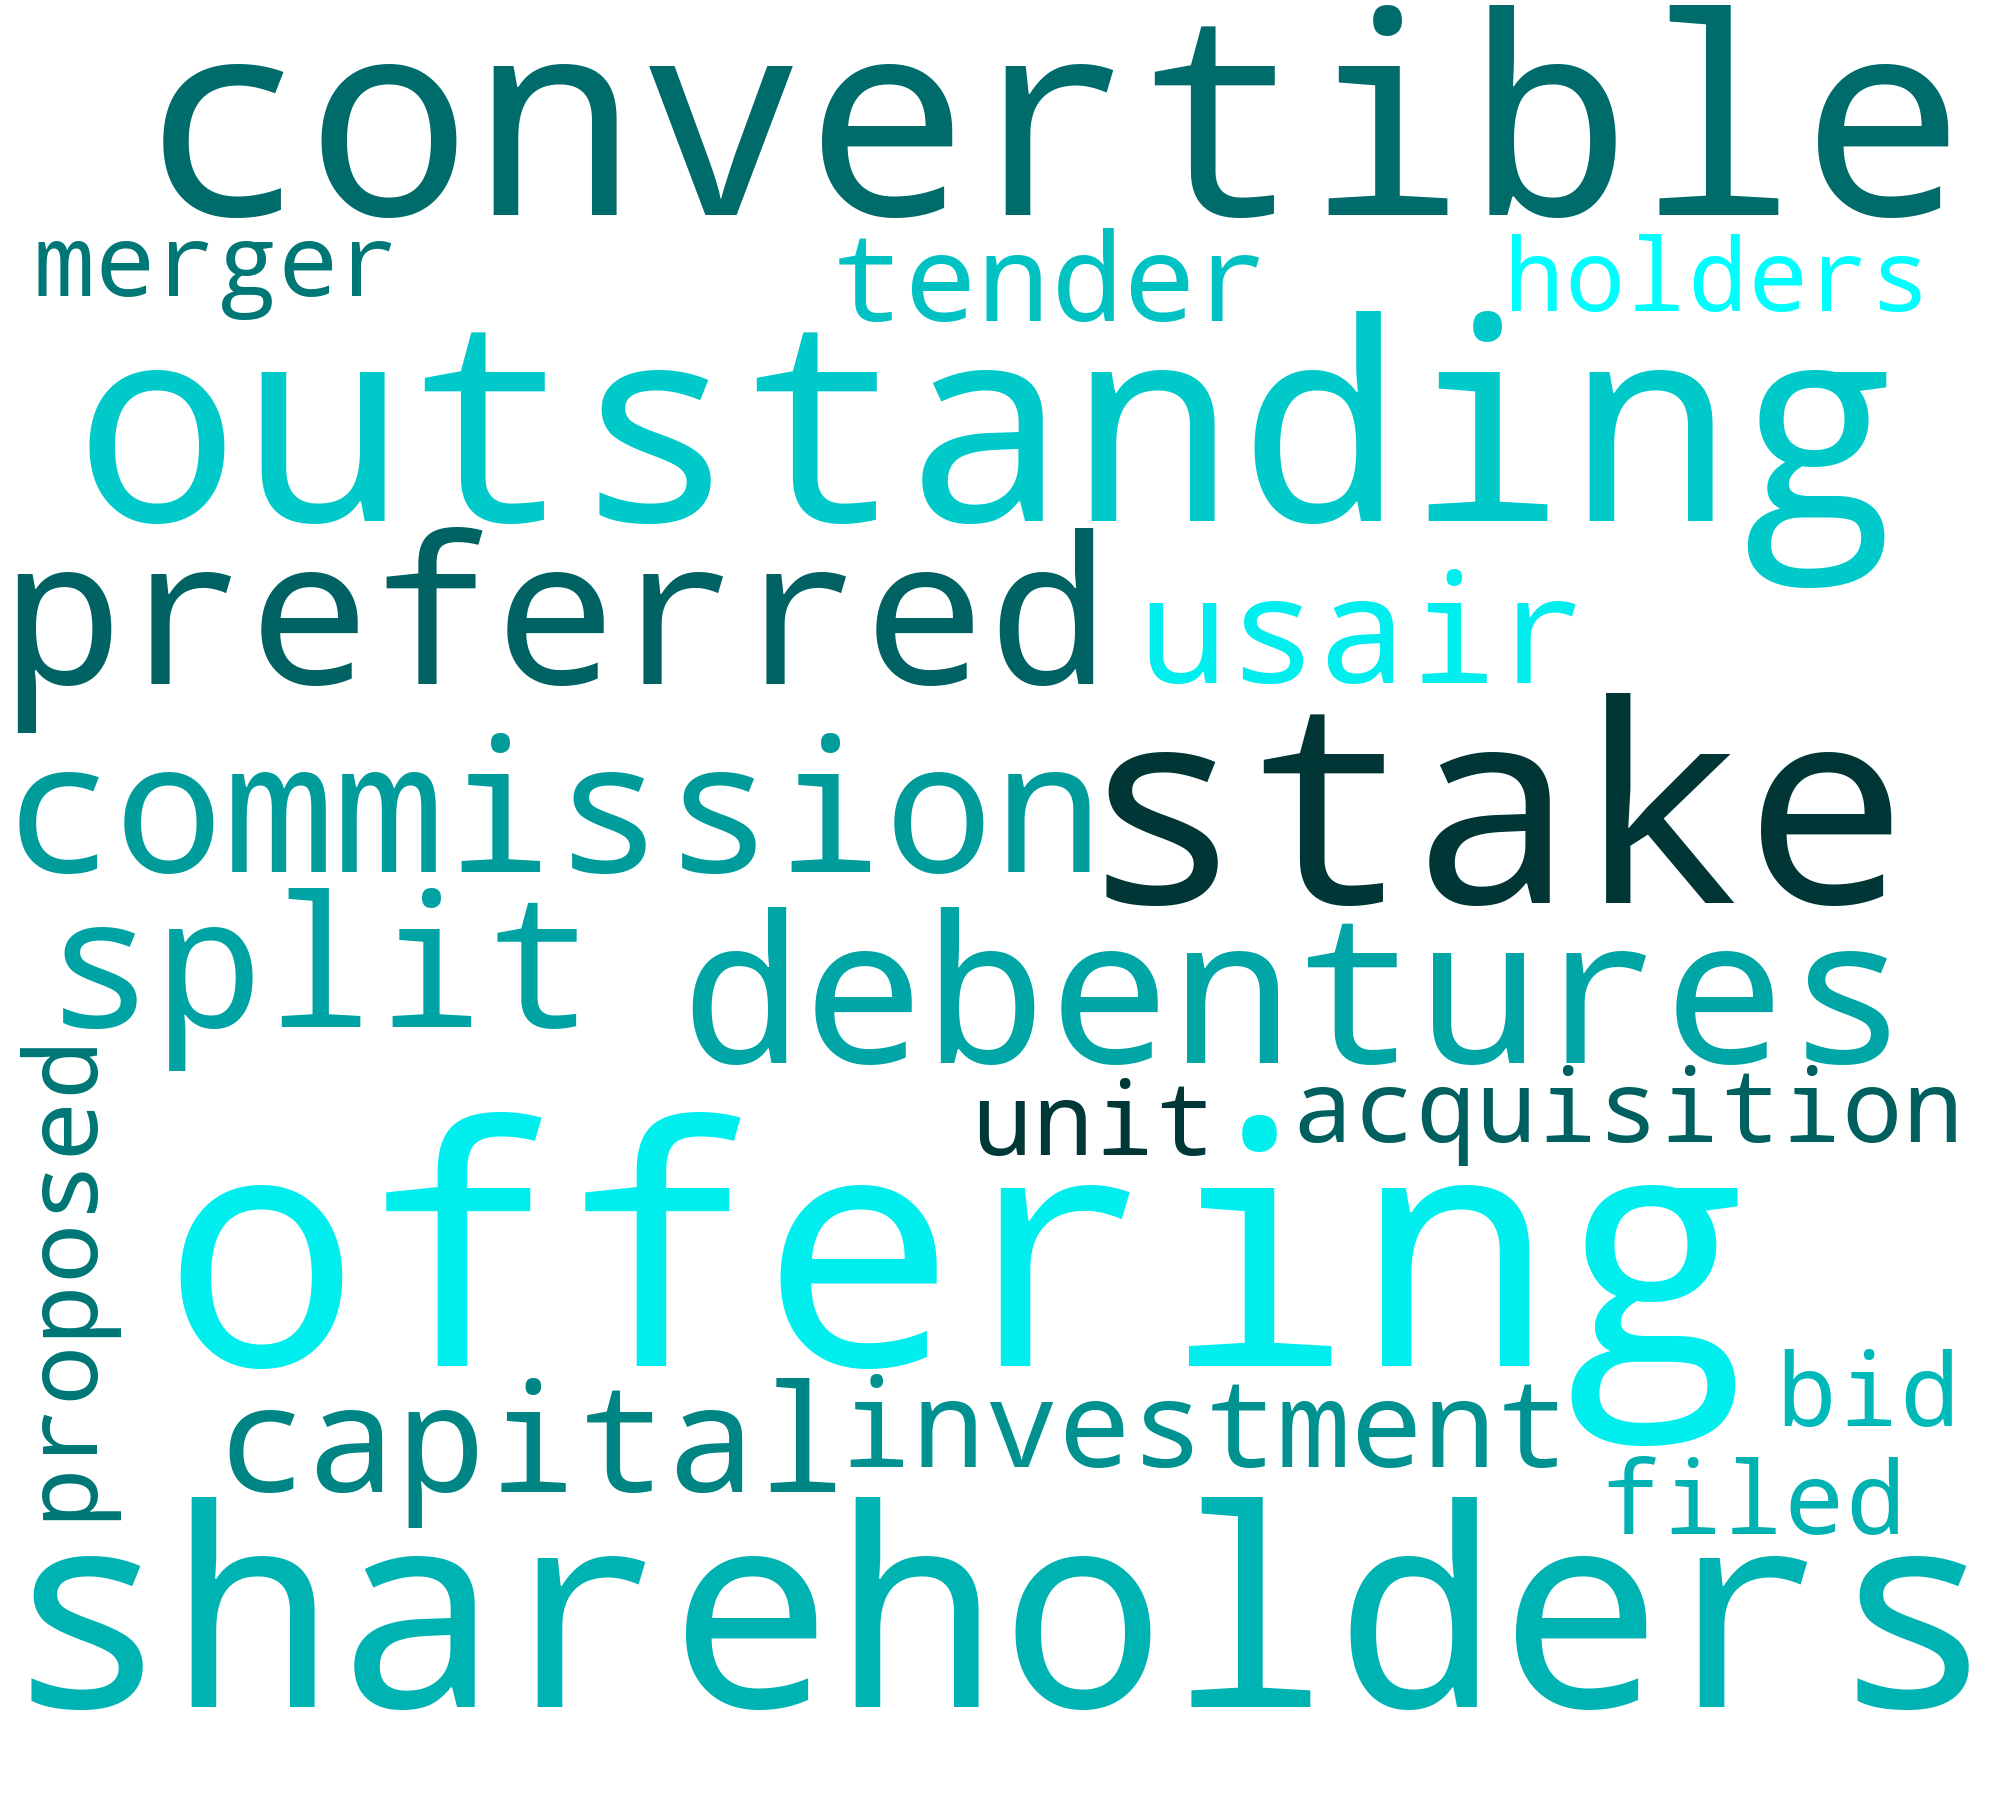 convertible
merger tender holders
outstanding
preferred usair
commission stake
split debentures
proposed
unit acquisition
offering
bid
capital investment
filed
shareholders